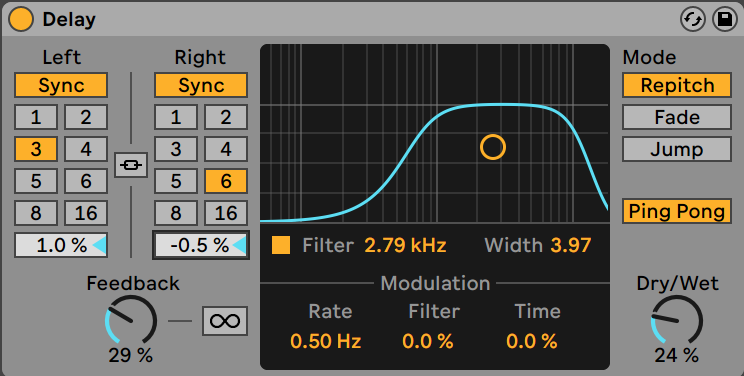 Delay
Left Right Mode
Sync Sync Repitch
1 2 1 2 Fade
3 4 3 4 Jump
5 6 5 6
8 16 8 16 Ping Pong
1.0 % -0.5 % Filter 2.79 kHz Width 3.97
Feedback Modulation Dry/Wet
Rate Filter Time
0.50 Hz 0.0 % 0.0 %
29 % 24 %